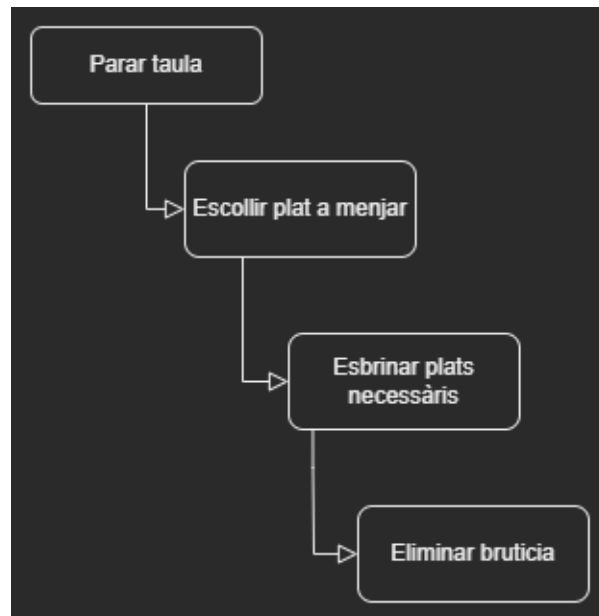 Parar taula
Escollir plat a menjar
Esbrinar plats
necessàris
Eliminar bruticia